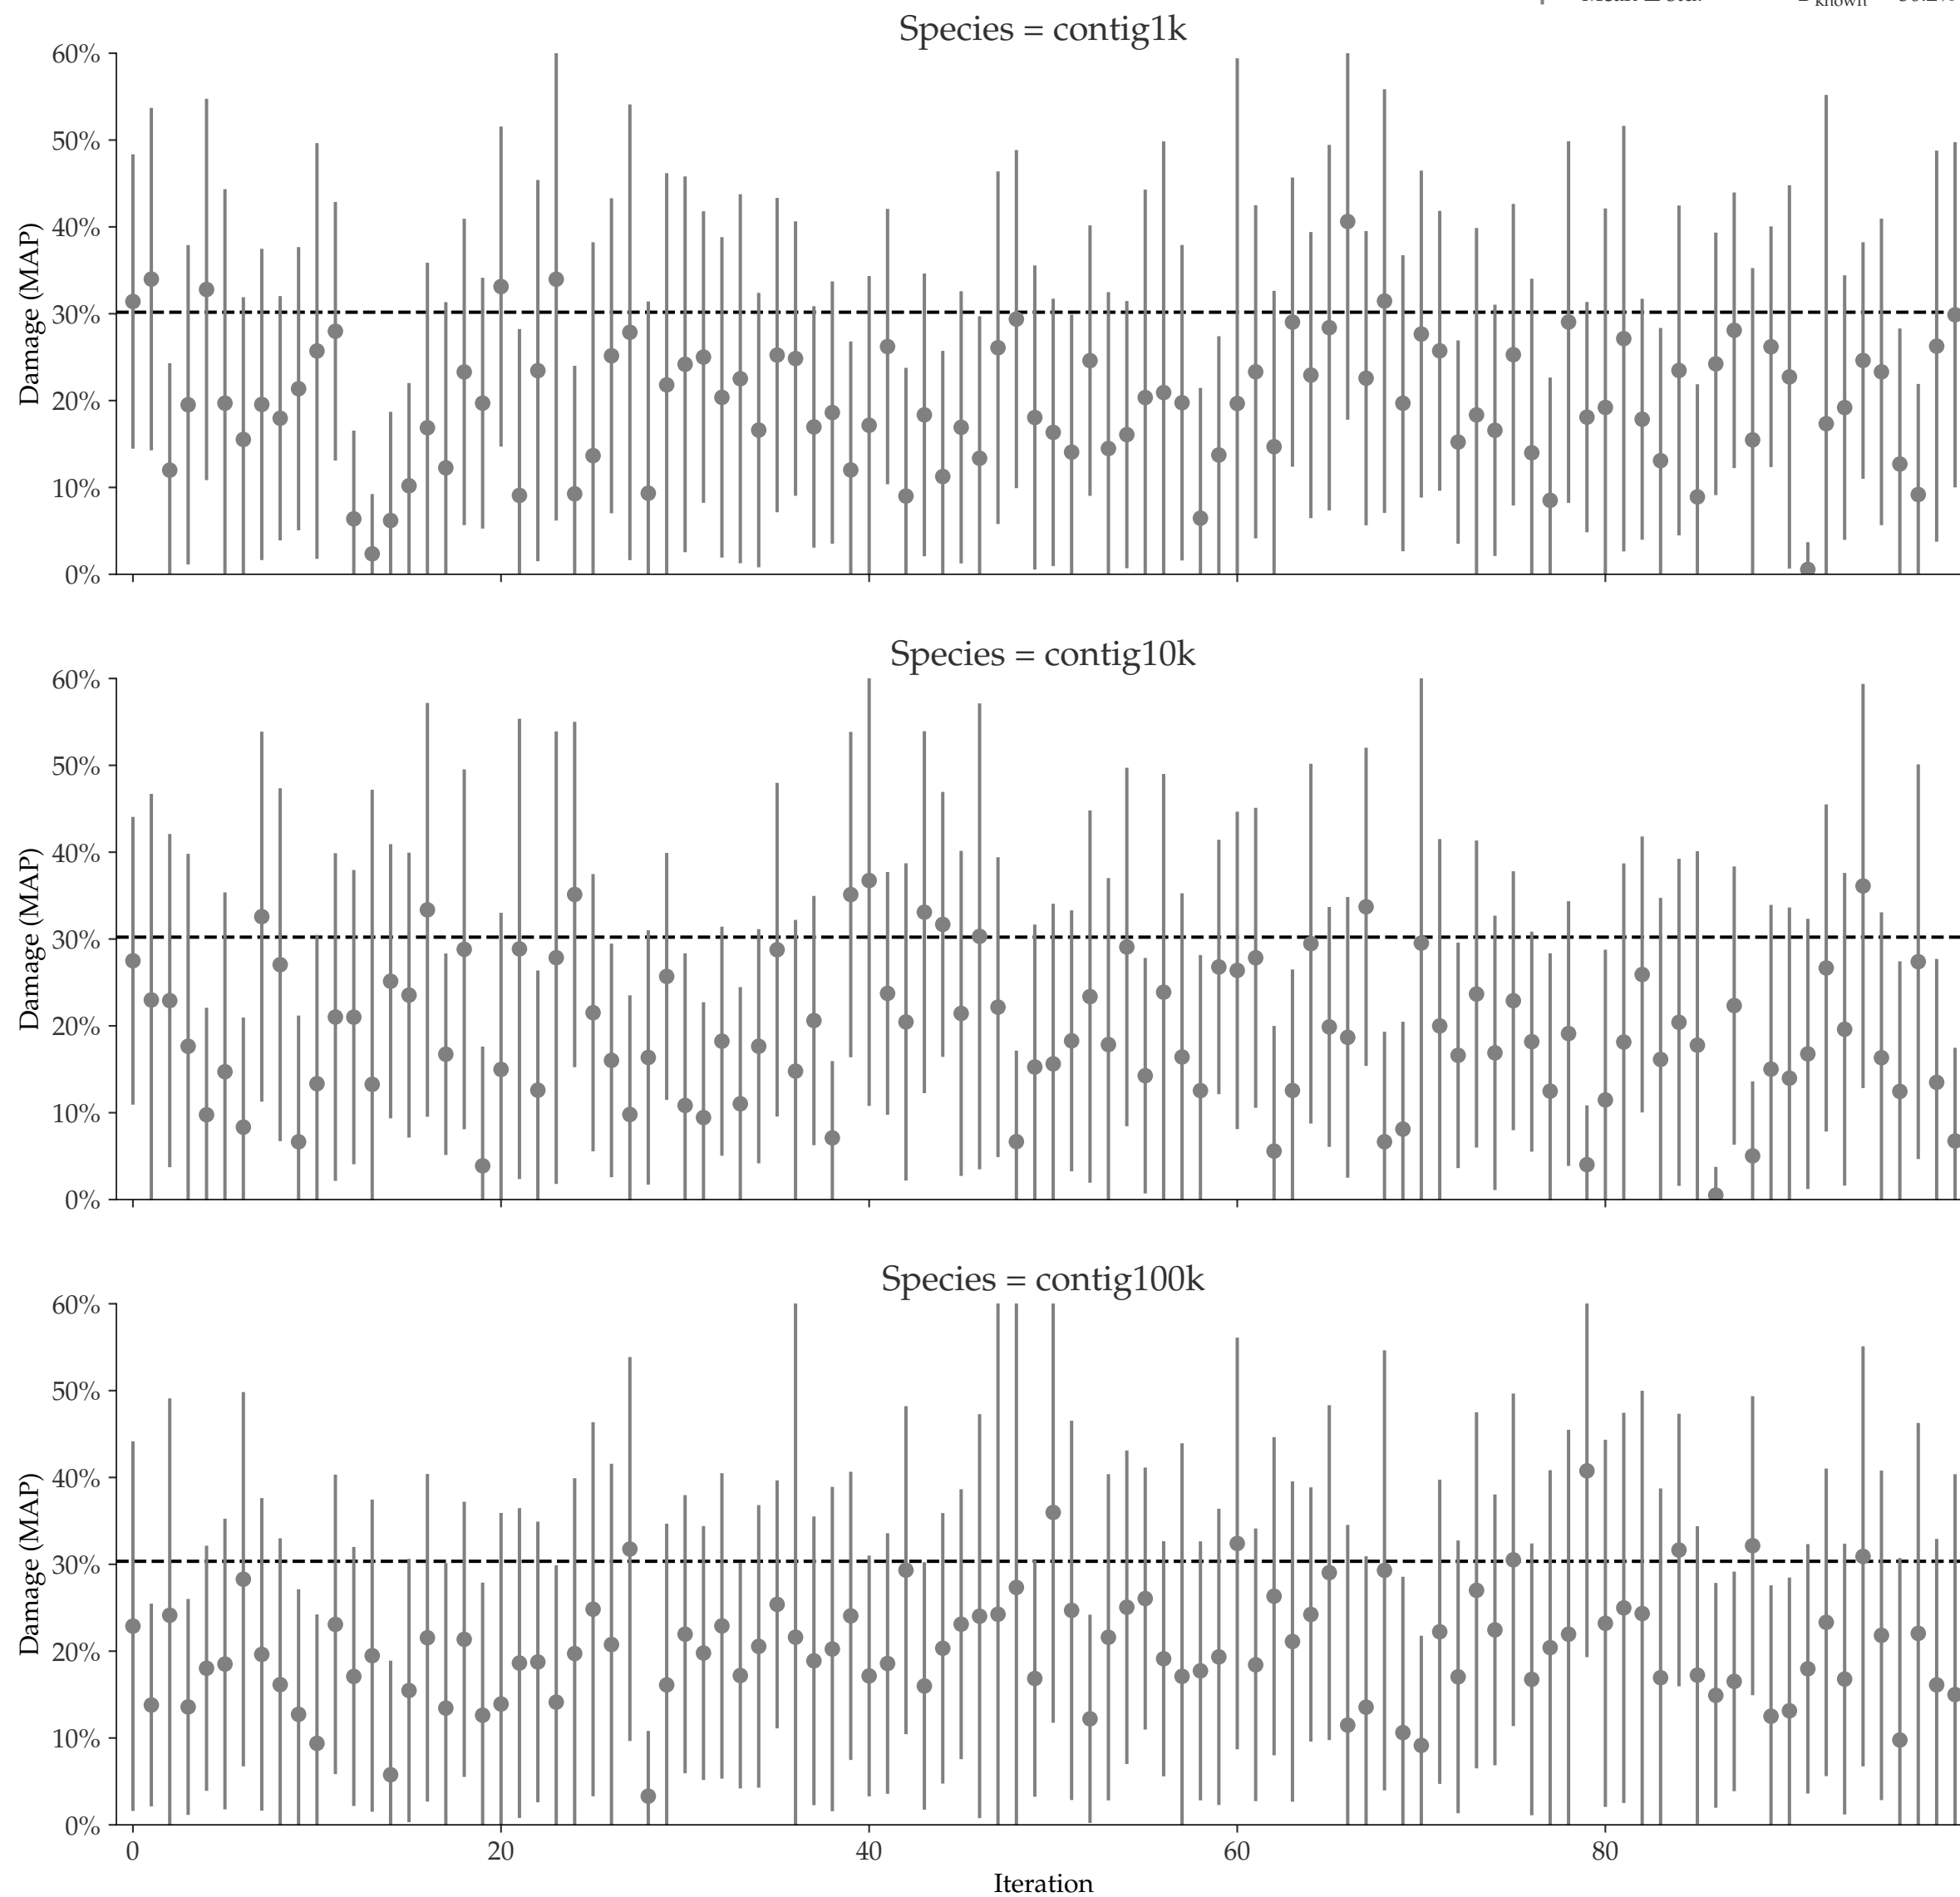 Species = contig1k
60%
50%
40%
30%
20%
10%
0%
Damage (MAP)
Species = contig10k
60%
50%
40%
30%
20%
10%
0%
Damage (MAP)
Species = contig100k
60%
50%
40%
30%
20%
10%
0%
Damage (MAP)
0 20 40 60 80
Iteration